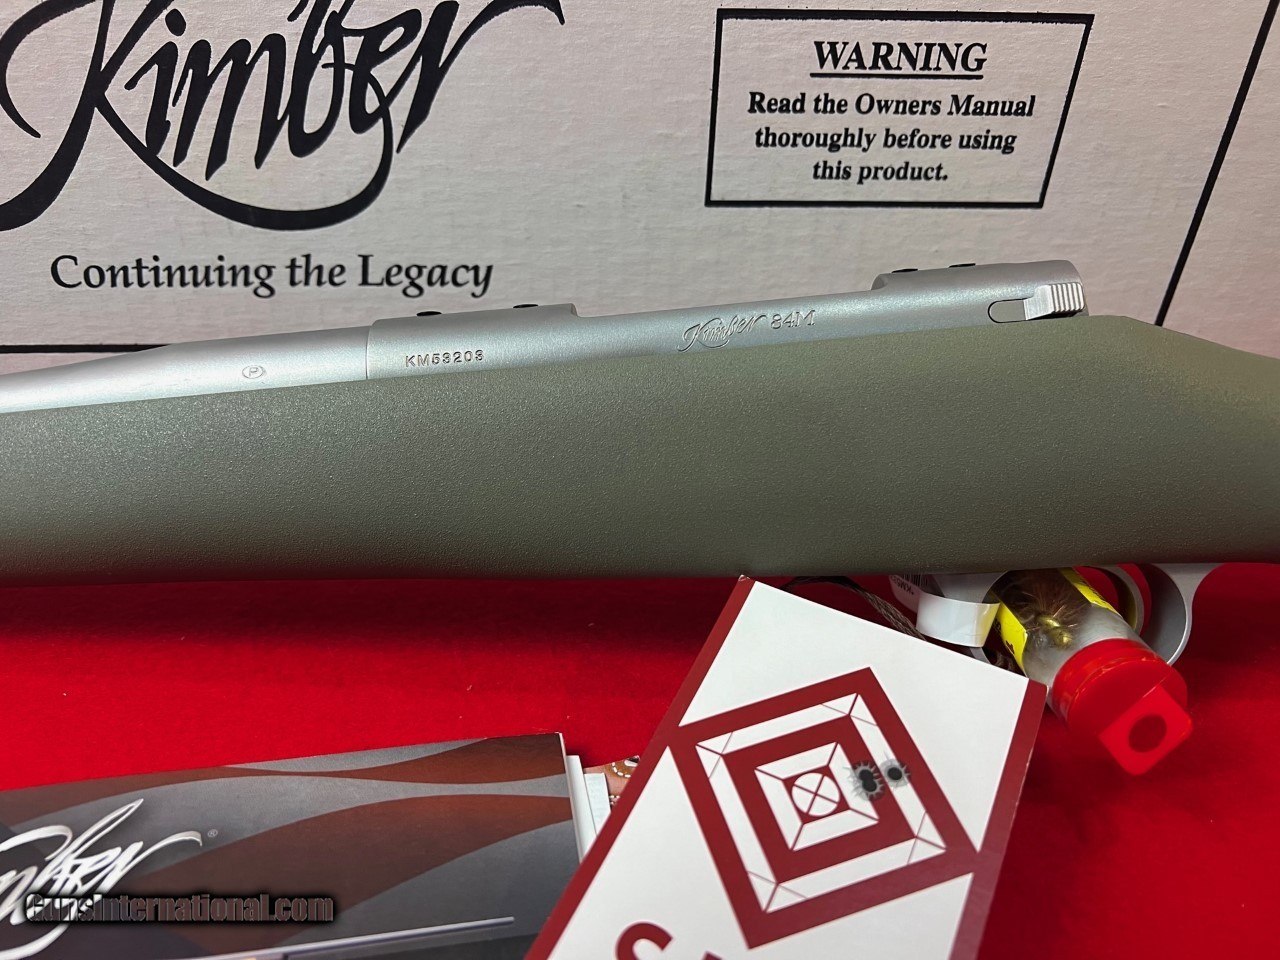 Kimber
Continuing the Legacy
WARNING
Read the Owners Manual
thoroughly before using
this product.
Kimber 84M
KM53203
P
GunsInternational.com